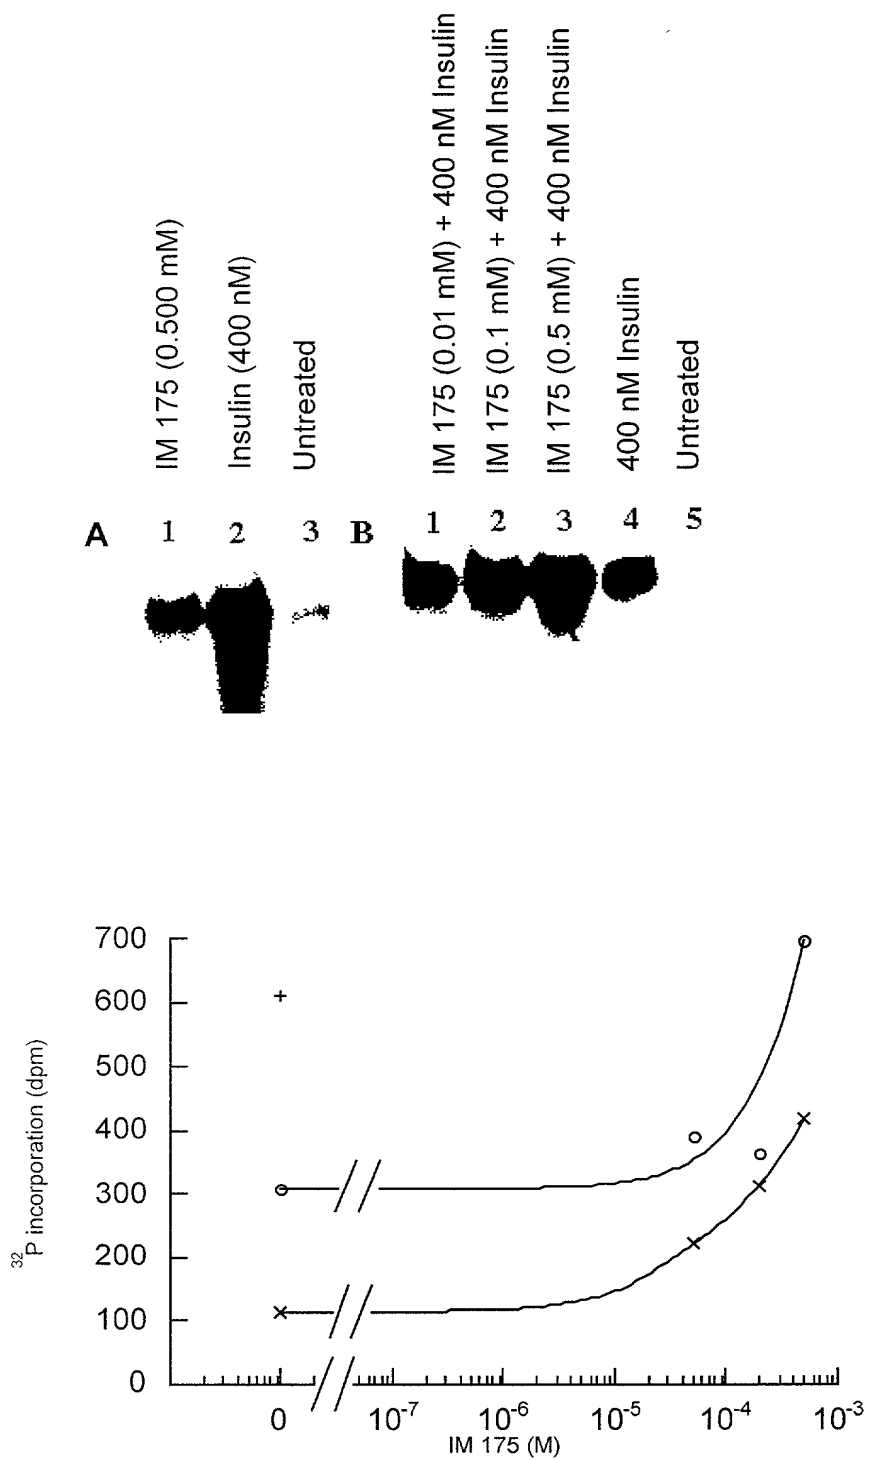 IM 175 (0.500 mM)
Insulin (400 nM)
Untreated
IM 175 (0.01 mM) + 400 nM Insulin
IM 175 (0.1 mM) + 400 nM Insulin
IM 175 (0.5 mM) + 400 nM Insulin
400 nM Insulin
Untreated
A 1 2 3 B 1 2 3 4 5
700
600
500
400
300
200
100
0
32P incorporation (dpm)
0 10-7 10-6 10-5 10-4 10-3
IM 175 (M)